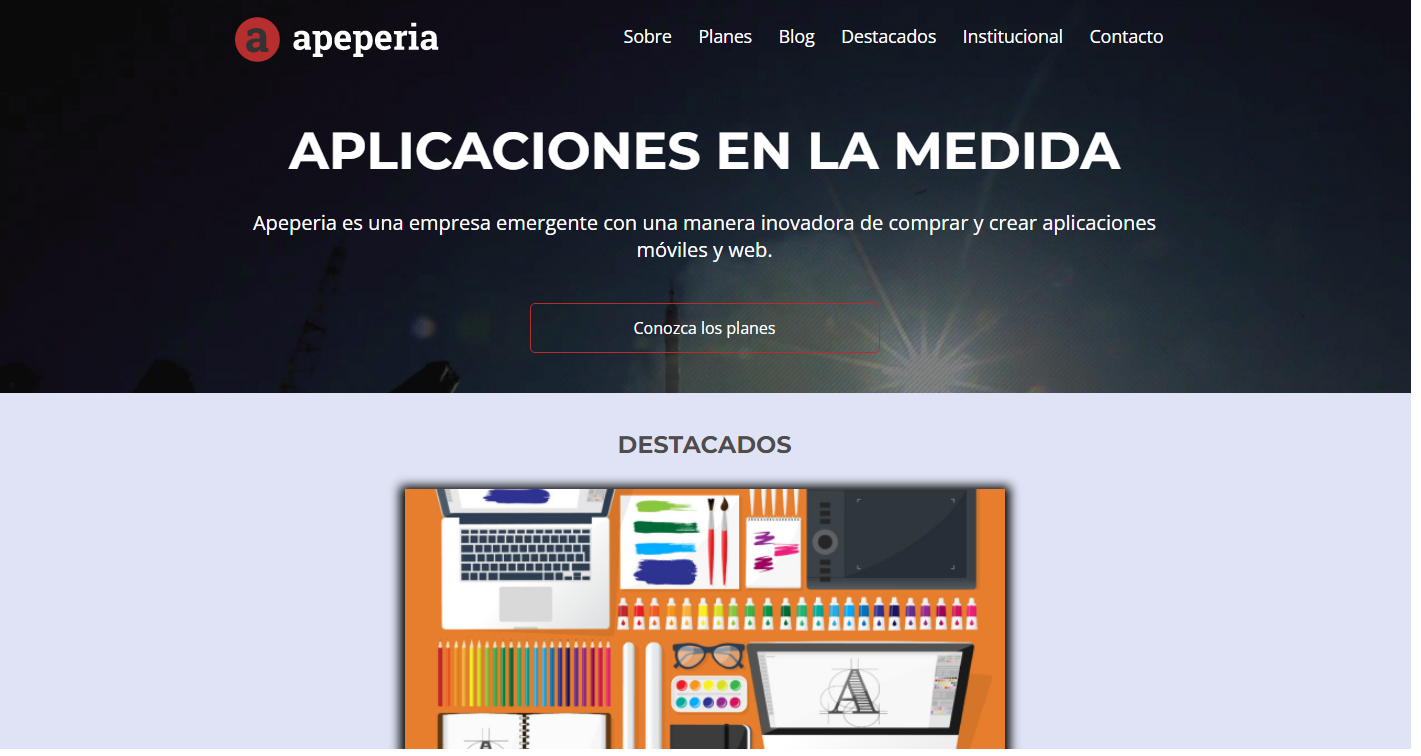 a apeperia
Sobre Planes Blog Destacados Institucional Contacto
APLICACIONES EN LA MEDIDA
Apeperia es una empresa emergente con una manera inovadora de comprar y crear aplicaciones
móviles y web.
Conozca los planes
DESTACADOS
A